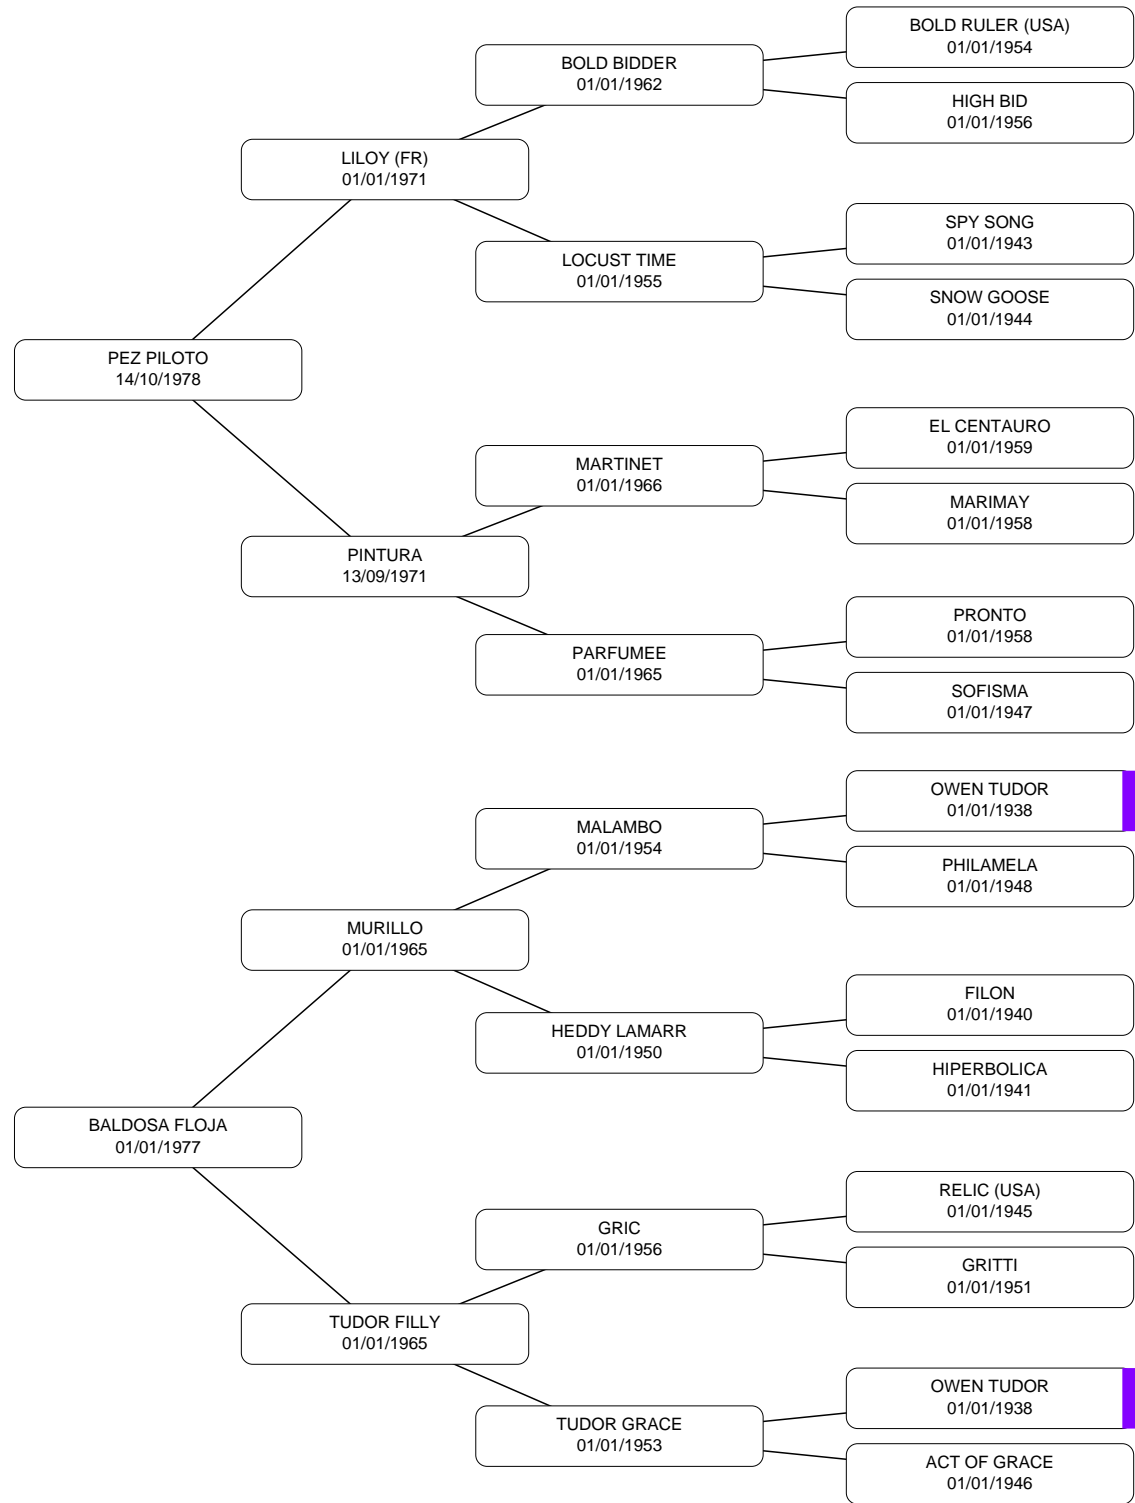 BOLD RULER (USA)
01/01/1954
BOLD BIDDER
01/01/1962
HIGH BID
01/01/1956
LILOY (FR)
01/01/1971
SPY SONG
01/01/1943
LOCUST TIME
01/01/1955
SNOW GOOSE
01/01/1944
PEZ PILOTO
14/10/1978
EL CENTAURO
01/01/1959
MARTINET
01/01/1966
MARIMAY
01/01/1958
PINTURA
13/09/1971
PRONTO
01/01/1958
PARFUMEE
01/01/1965
SOFISMA
01/01/1947
OWEN TUDOR
01/01/1938
MALAMBO
01/01/1954
PHILAMELA
01/01/1948
MURILLO
01/01/1965
FILON
01/01/1940
HEDDY LAMARR
01/01/1950
HIPERBOLICA
01/01/1941
BALDOSA FLOJA
01/01/1977
RELIC (USA)
01/01/1945
GRIC
01/01/1956
GRITTI
01/01/1951
TUDOR FILLY
01/01/1965
OWEN TUDOR
01/01/1938
TUDOR GRACE
01/01/1953
ACT OF GRACE
01/01/1946